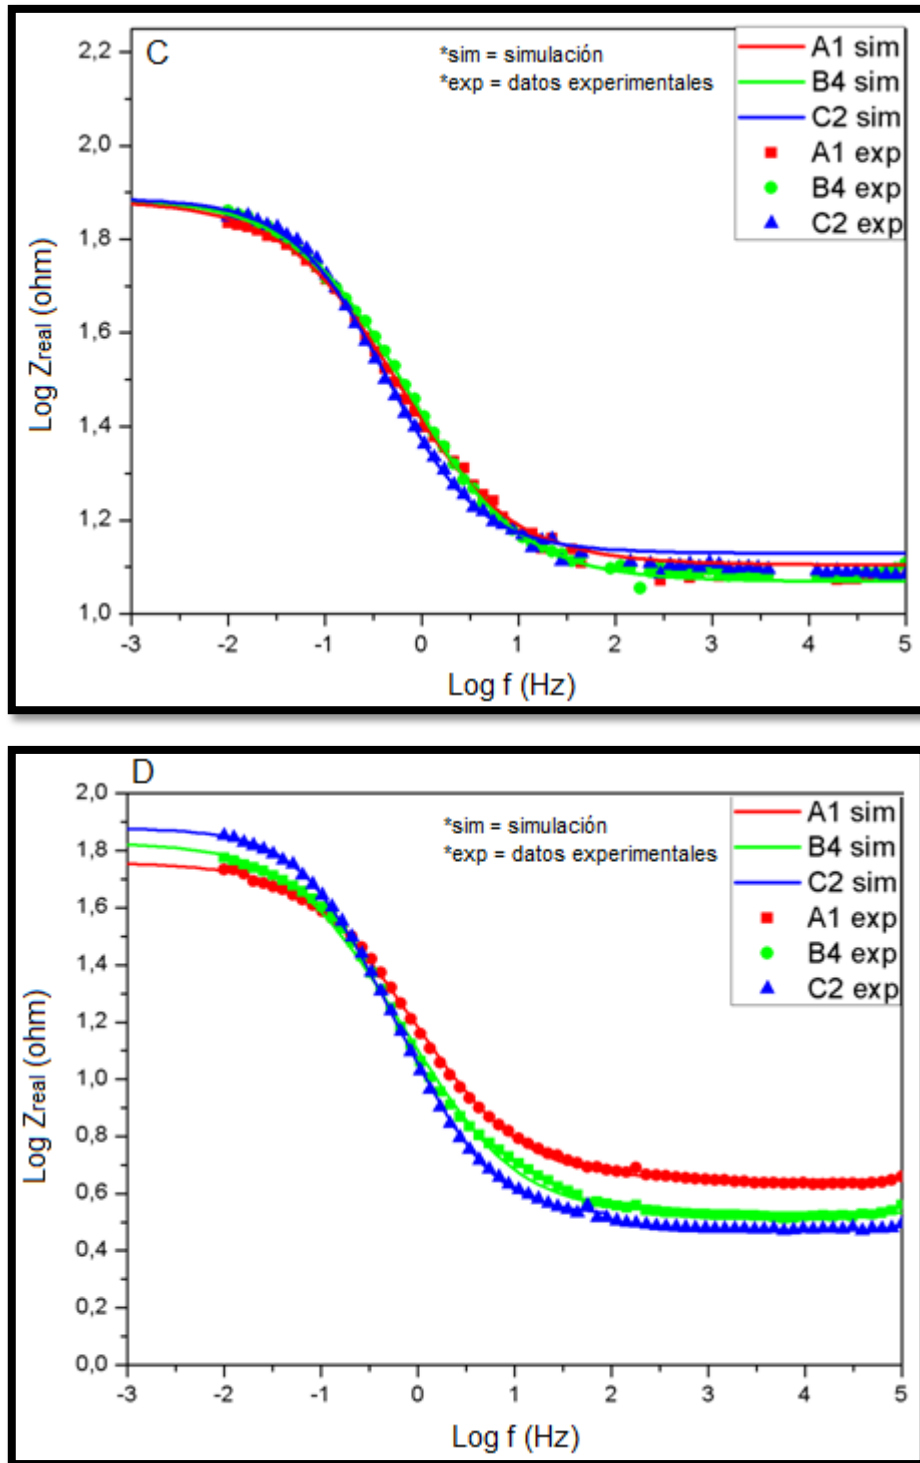 C
*sim = simulación
*exp = datos experimentales
A1 sim
B4 sim
C2 sim
A1 exp
B4 exp
C2 exp
2,2
2,0
1,8
1,6
1,4
1,2
1,0
Log Zreal (ohm)
-3 -2 -1 0 1 2 3 4 5
Log f (Hz)
D
*sim = simulación
*exp = datos experimentales
A1 sim
B4 sim
C2 sim
A1 exp
B4 exp
C2 exp
2,0
1,8
1,6
1,4
1,2
1,0
0,8
0,6
0,4
0,2
0,0
Log Zreal (ohm)
-3 -2 -1 0 1 2 3 4 5
Log f (Hz)